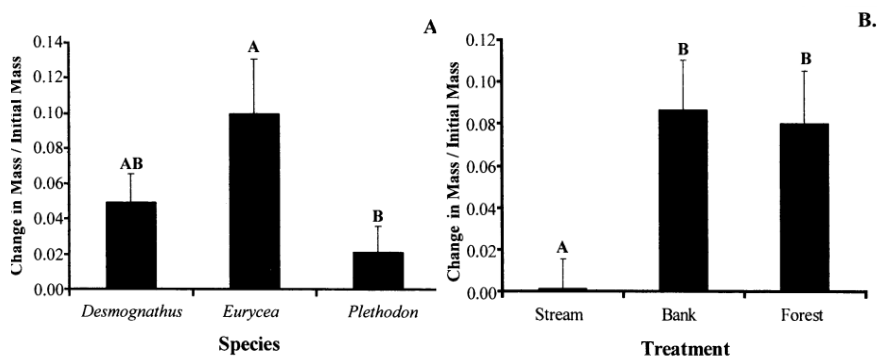 A
Change in Mass / Initial Mass
0.14
0.12
0.10
0.08
0.06
0.04
0.02
0.00
AB
A
B
Desmognathus Eurycea Plethodon
Species
B.
Change in Mass / Initial Mass
0.12
0.10
0.08
0.06
0.04
0.02
0.00
A
B
B
Stream Bank Forest
Treatment